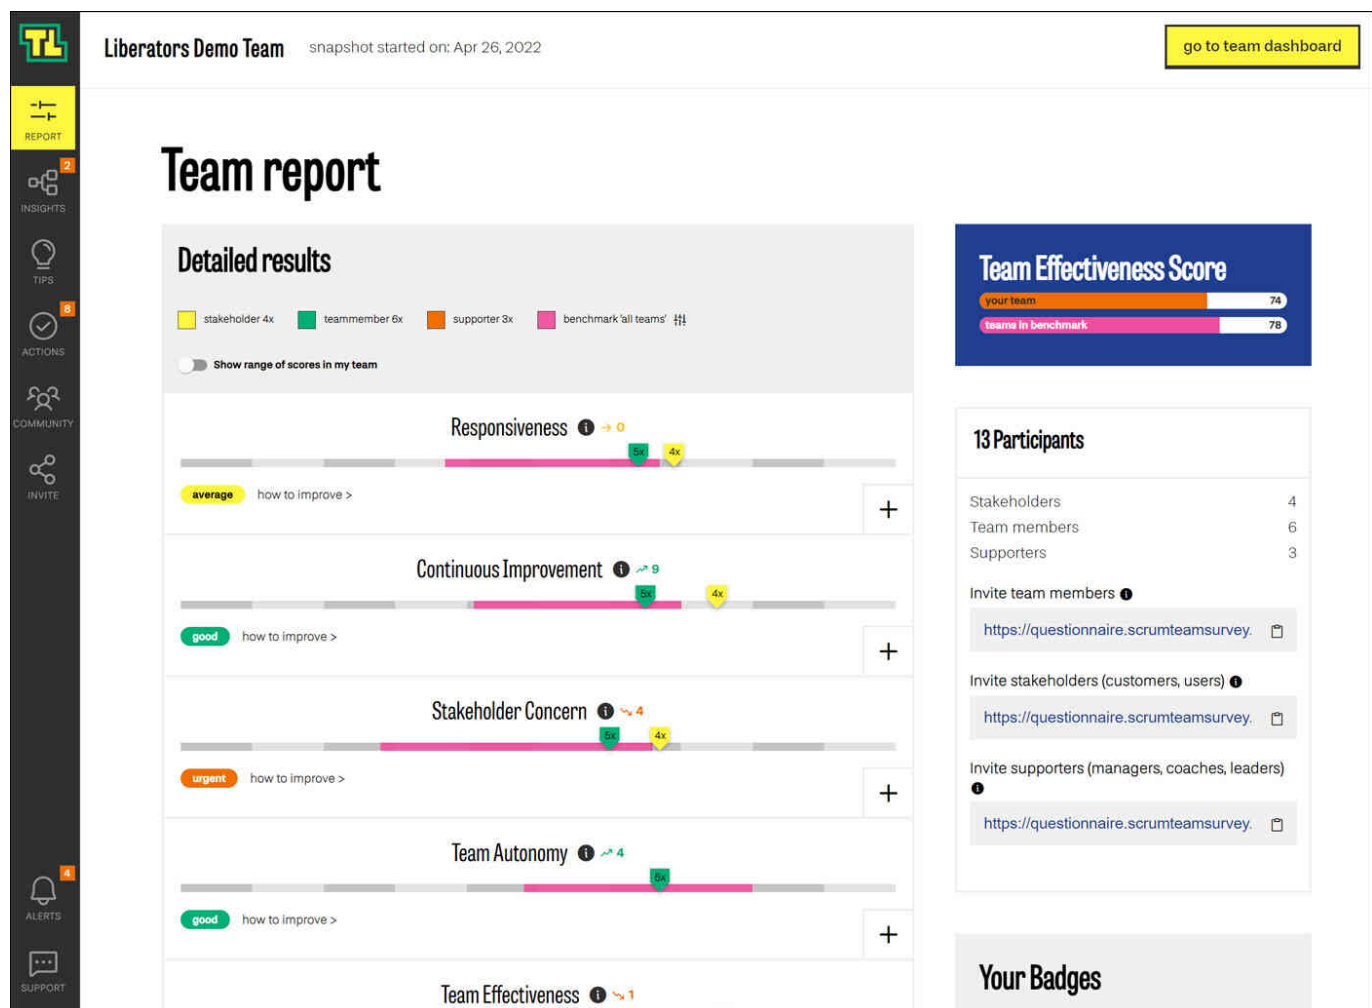 TL
Liberators Demo Team snapshot started on: Apr 26, 2022
go to team dashboard
REPORT
2
INSIGHTS
TIPS
6
ACTIONS
COMMUNITY
INVITE
4
ALERTS
SUPPORT
Team report
Detailed results
stakeholder 4x teammember 6x supporter 3x benchmark 'all teams'
Show range of scores in my team
Responsiveness i → 0
5x 4x
average how to improve >
+
Continuous Improvement i 9
5x 4x
good how to improve >
+
Stakeholder Concern i 4
5x 4x
urgent how to improve >
+
Team Autonomy i 4
good how to improve >
+
Team Effectiveness i 1
Team Effectiveness Score
your team 74
teams in benchmark 78
13 Participants
Stakeholders 4
Team members 6
Supporters 3
Invite team members i
https://questionnaire.scrumteamsurvey.
Invite stakeholders (customers, users) i
https://questionnaire.scrumteamsurvey.
Invite supporters (managers, coaches, leaders)
i
https://questionnaire.scrumteamsurvey.
Your Badges